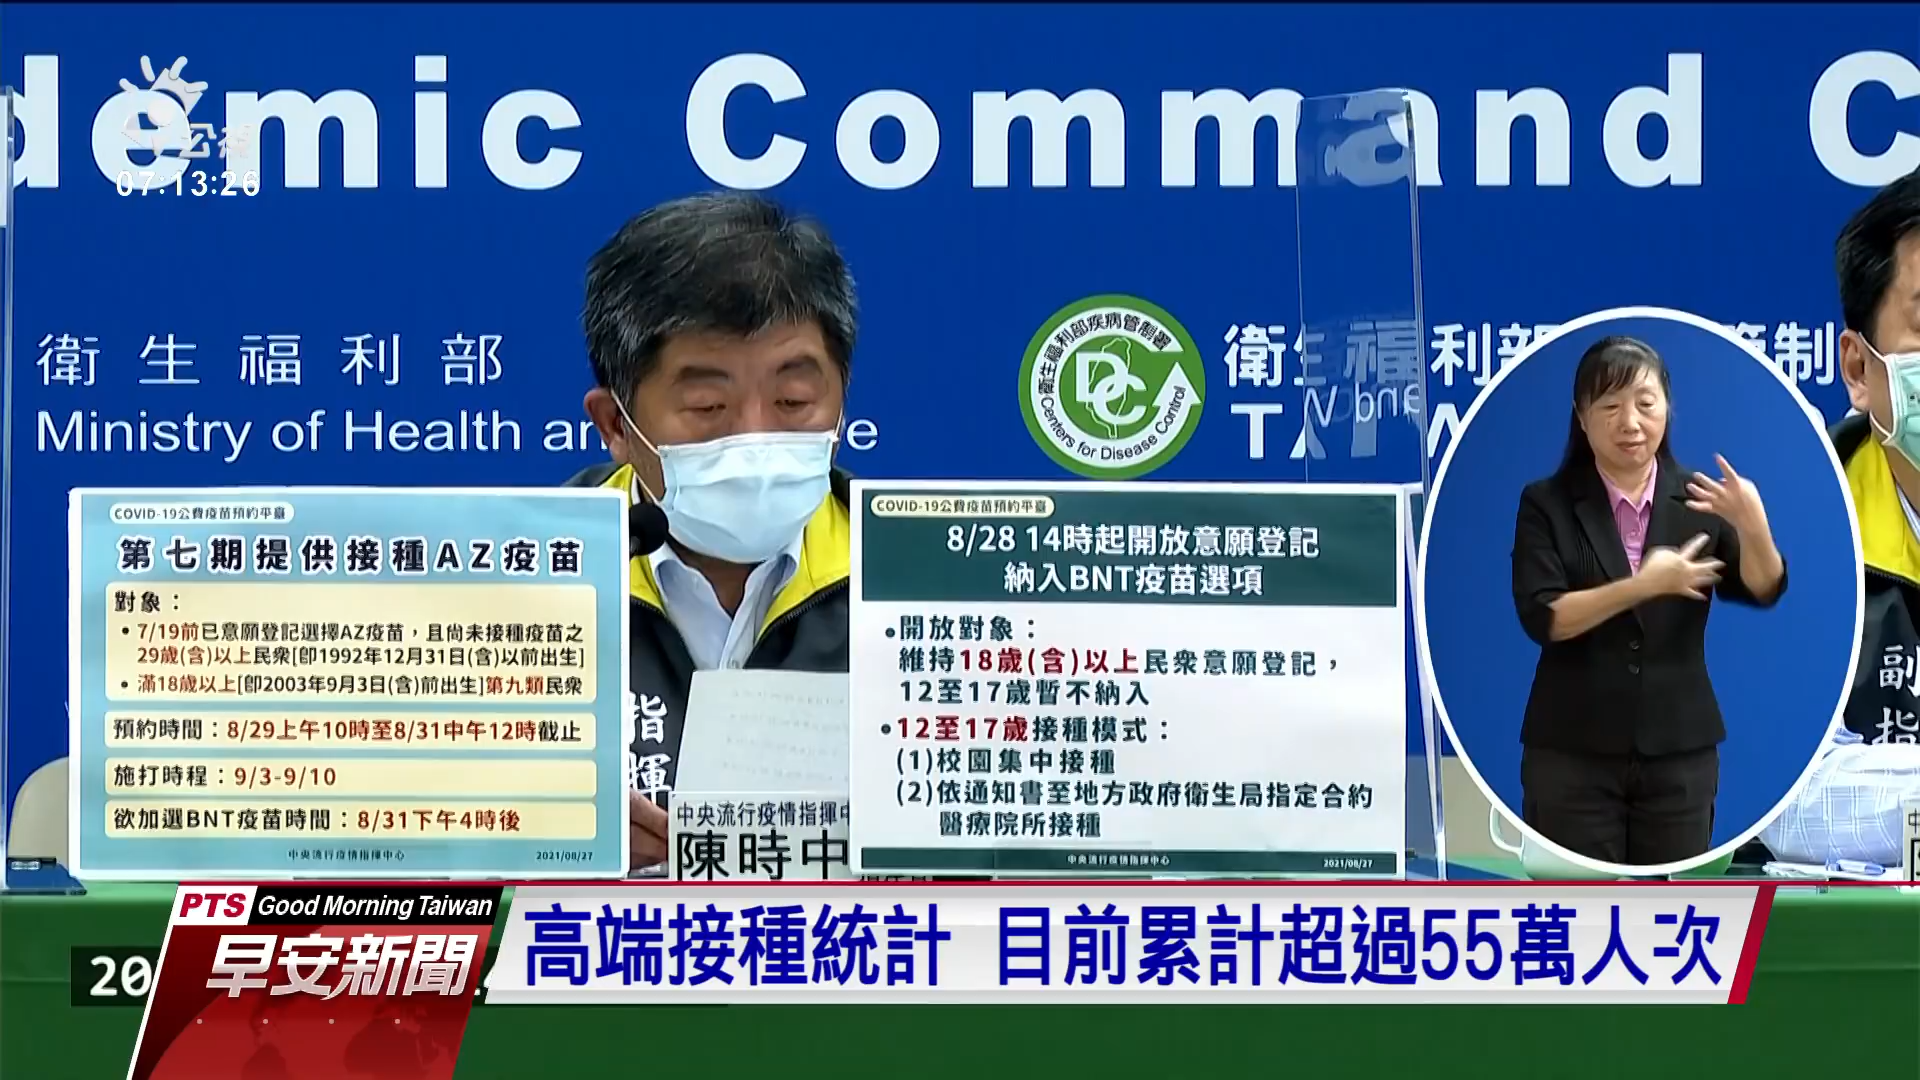 demic Command C
公視
07:13:26
衛生福利部
Ministry of Health an e
衛生福利部疾病管制署
CDC
Centers for Disease Control
衛生福利部 管制
COVID-19公費疫苗預約平臺
第七期提供接種AZ疫苗
對象：
• 7/19前已意願登記選擇AZ疫苗，且尚未接種疫苗之
29歲(含)以上民眾[即1992年12月31日(含)以前出生]
• 滿18歲以上[即2003年9月3日(含)前出生]第九類民眾
預約時間：8/29上午10時至8/31中午12時截止
施打時程：9/3-9/10
欲加選BNT疫苗時間：8/31下午4時後
中央流行疫情指揮中心
2021/08/27
COVID-19公費疫苗預約平臺
8/28 14時起開放意願登記
納入BNT疫苗選項
•開放對象：
維持18歲(含)以上民眾意願登記，
12至17歲暫不納入
•12至17歲接種模式：
(1)校園集中接種
(2)依通知書至地方政府衛生局指定合約
醫療院所接種
中央流行疫情指揮中心
2021/08/27
指揮
副指
中央流行疫情指揮中
陳時中
PTS Good Morning Taiwan
早安新聞
20
高端接種統計 目前累計超過55萬人次